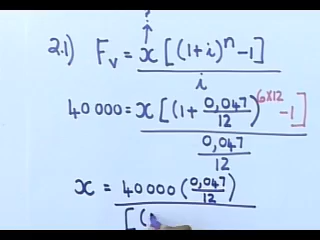 ?
2.1) Fv = x[(1+i)^n -1] / i
40 000 = x[(1 + 0,047/12)^6×12 -1] / 0,047/12
x = 40 000 (0,047/12) / [(